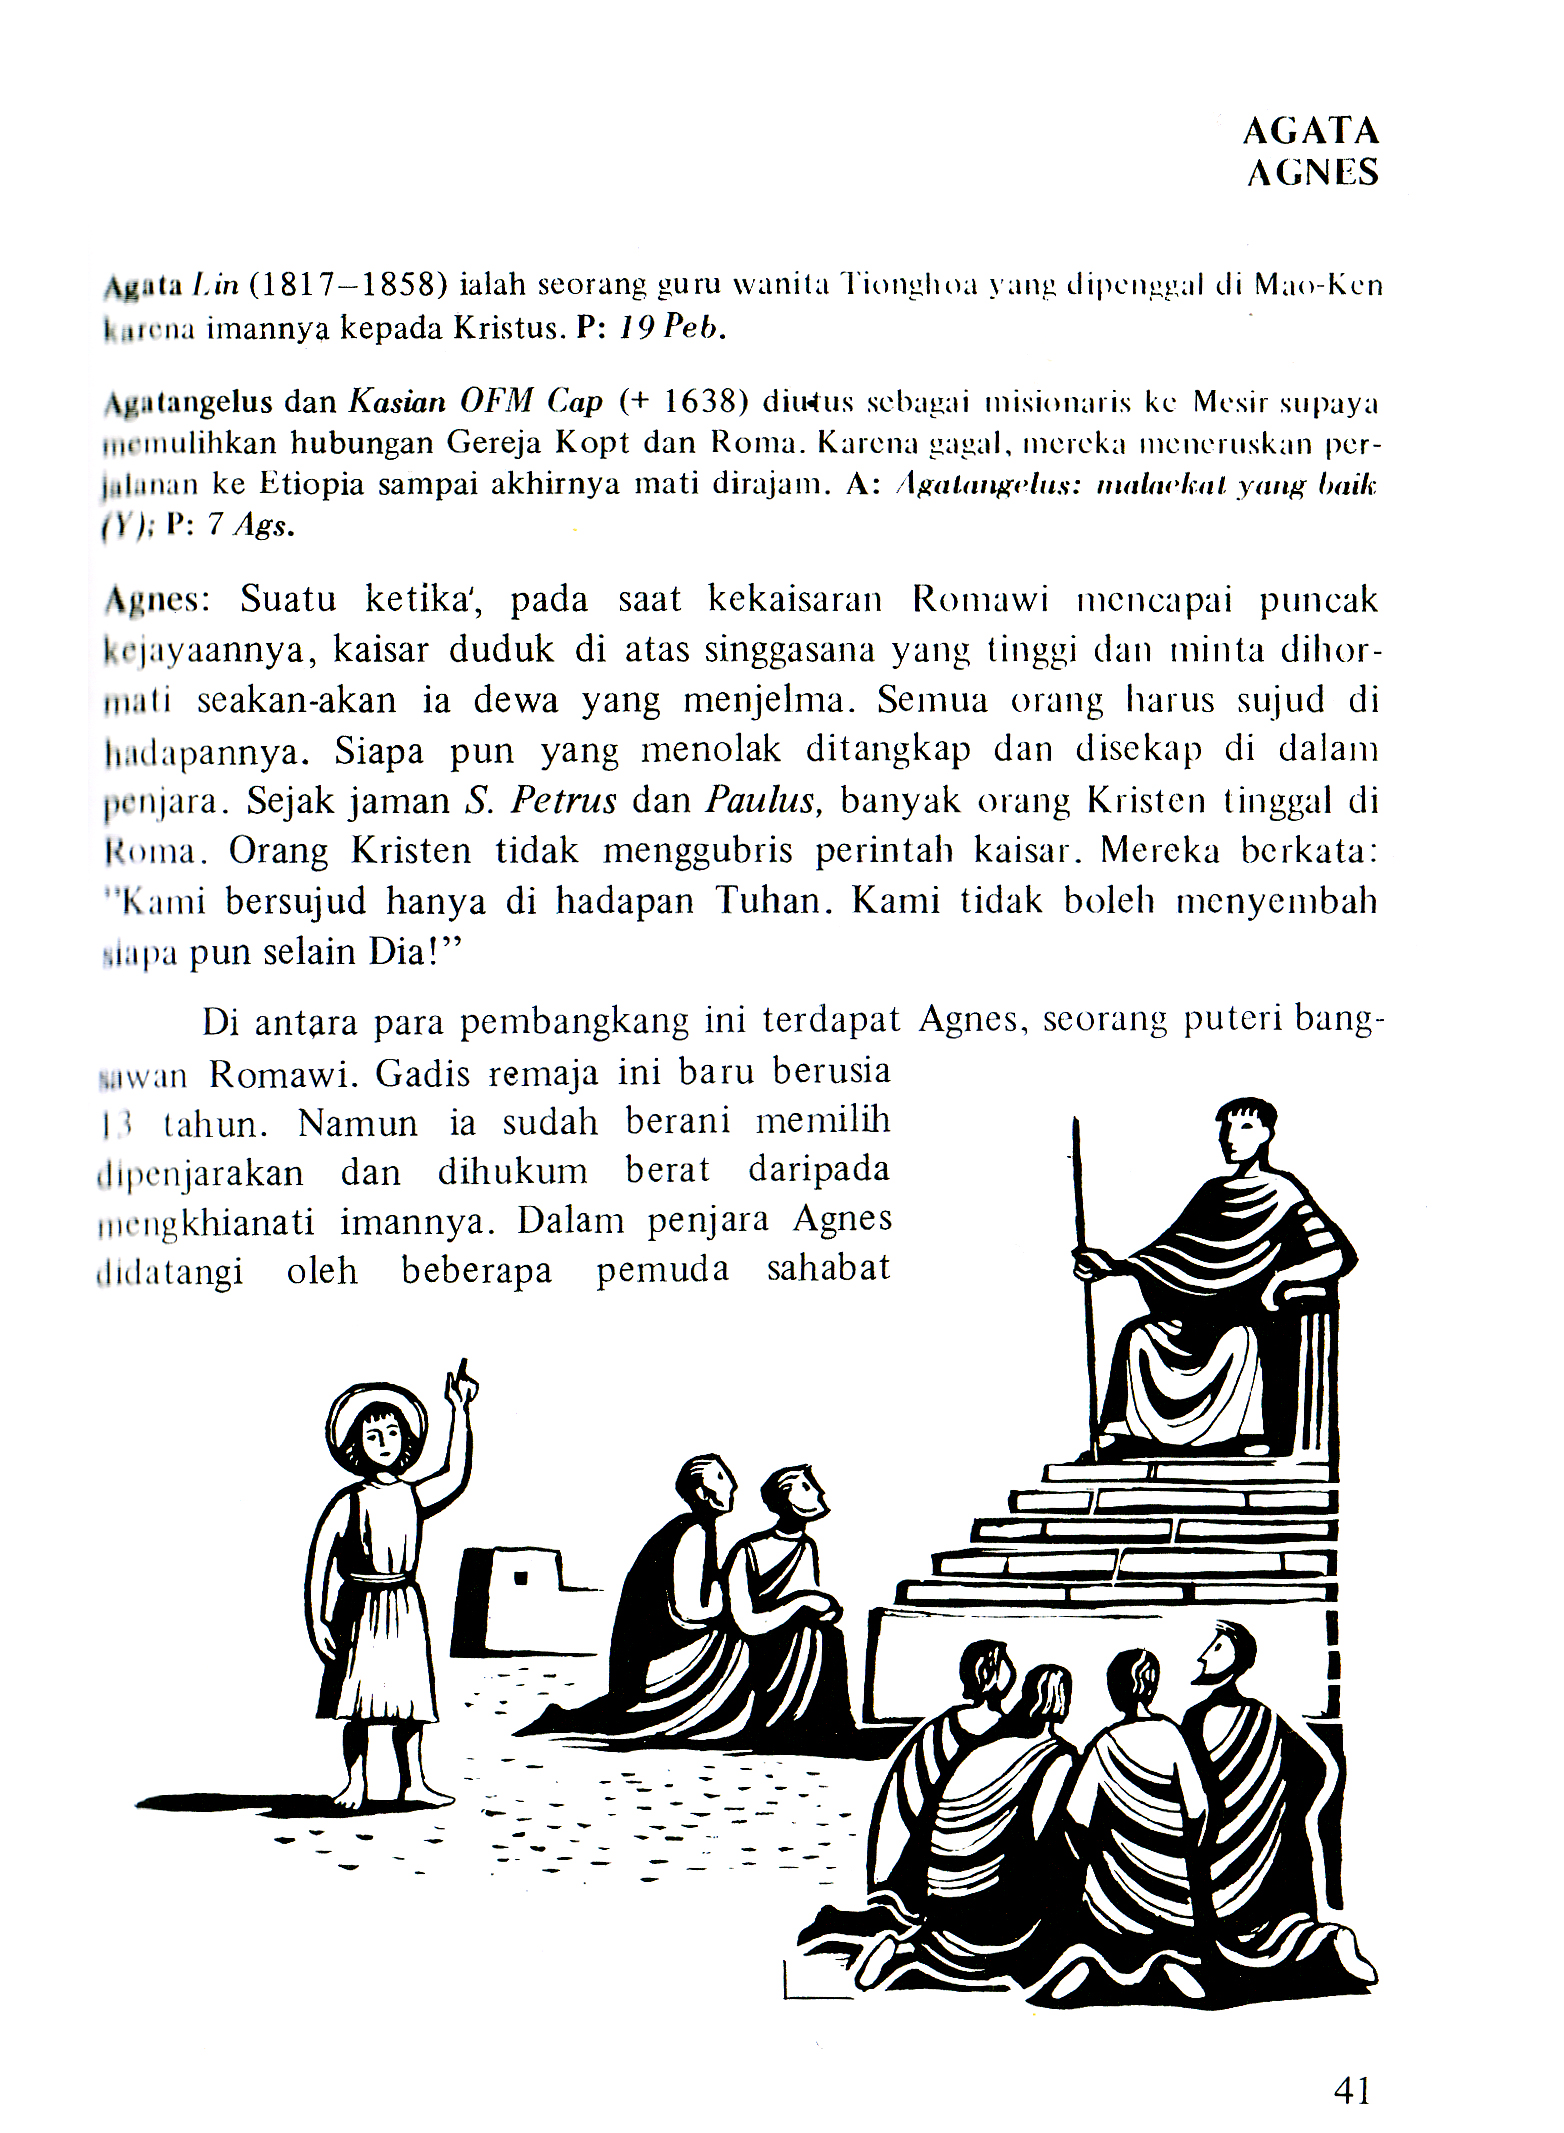 AGATA
AGNES
Agata Lin (1817–1858) ialah seorang guru wanita Tionghoa yang dipenggal di Mao-Ken
karena imannya kepada Kristus. P: 19 Peb.
Agatangelus dan Kasian OFM Cap (+ 1638) diutus sebagai misionaris ke Mesir supaya
memulihkan hubungan Gereja Kopt dan Roma. Karena gagal, mereka meneruskan per-
jalanan ke Etiopia sampai akhirnya mati dirajam. A: Agatangelus: malaekat yang baik
(Y); P: 7 Ags.
Agnes: Suatu ketika', pada saat kekaisaran Romawi mencapai puncak
kejayaannya, kaisar duduk di atas singgasana yang tinggi dan minta dihor-
mati seakan-akan ia dewa yang menjelma. Semua orang harus sujud di
hadapannya. Siapa pun yang menolak ditangkap dan disekap di dalam
penjara. Sejak jaman S. Petrus dan Paulus, banyak orang Kristen tinggal di
Roma. Orang Kristen tidak menggubris perintah kaisar. Mereka berkata:
"Kami bersujud hanya di hadapan Tuhan. Kami tidak boleh menyembah
siapa pun selain Dia!”
Di antara para pembangkang ini terdapat Agnes, seorang puteri bang-
sawan Romawi. Gadis remaja ini baru berusia
13 tahun. Namun ia sudah berani memilih
dipenjarakan dan dihukum berat daripada
mengkhianati imannya. Dalam penjara Agnes
didatangi oleh beberapa pemuda sahabat
41